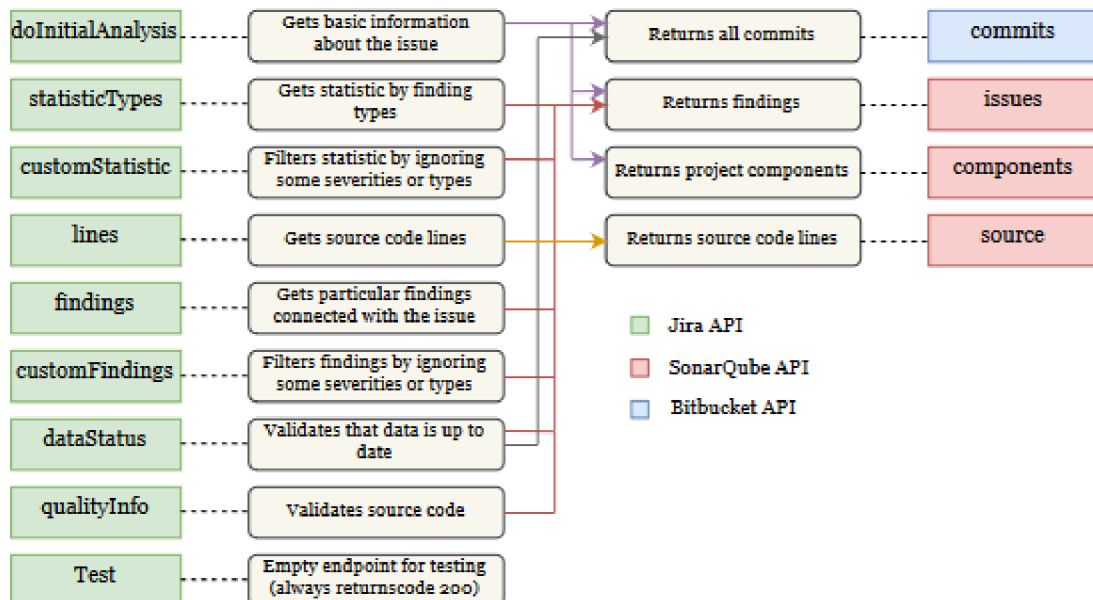 doInitialAnalysis
Gets basic information
about the issue
Returns all commits
commits
statisticTypes
Gets statistic by finding
types
Returns findings
issues
customStatistic
Filters statistic by ignoring
some severities or types
Returns project components
components
lines
Gets source code lines
Returns source code lines
source
findings
Gets particular findings
connected with the issue
Jira API
customFindings
Filters findings by ignoring
some severities or types
SonarQube API
Bitbucket API
dataStatus
Validates that data is up to
date
qualityInfo
Validates source code
Test
Empty endpoint for testing
(always returnscode 200)